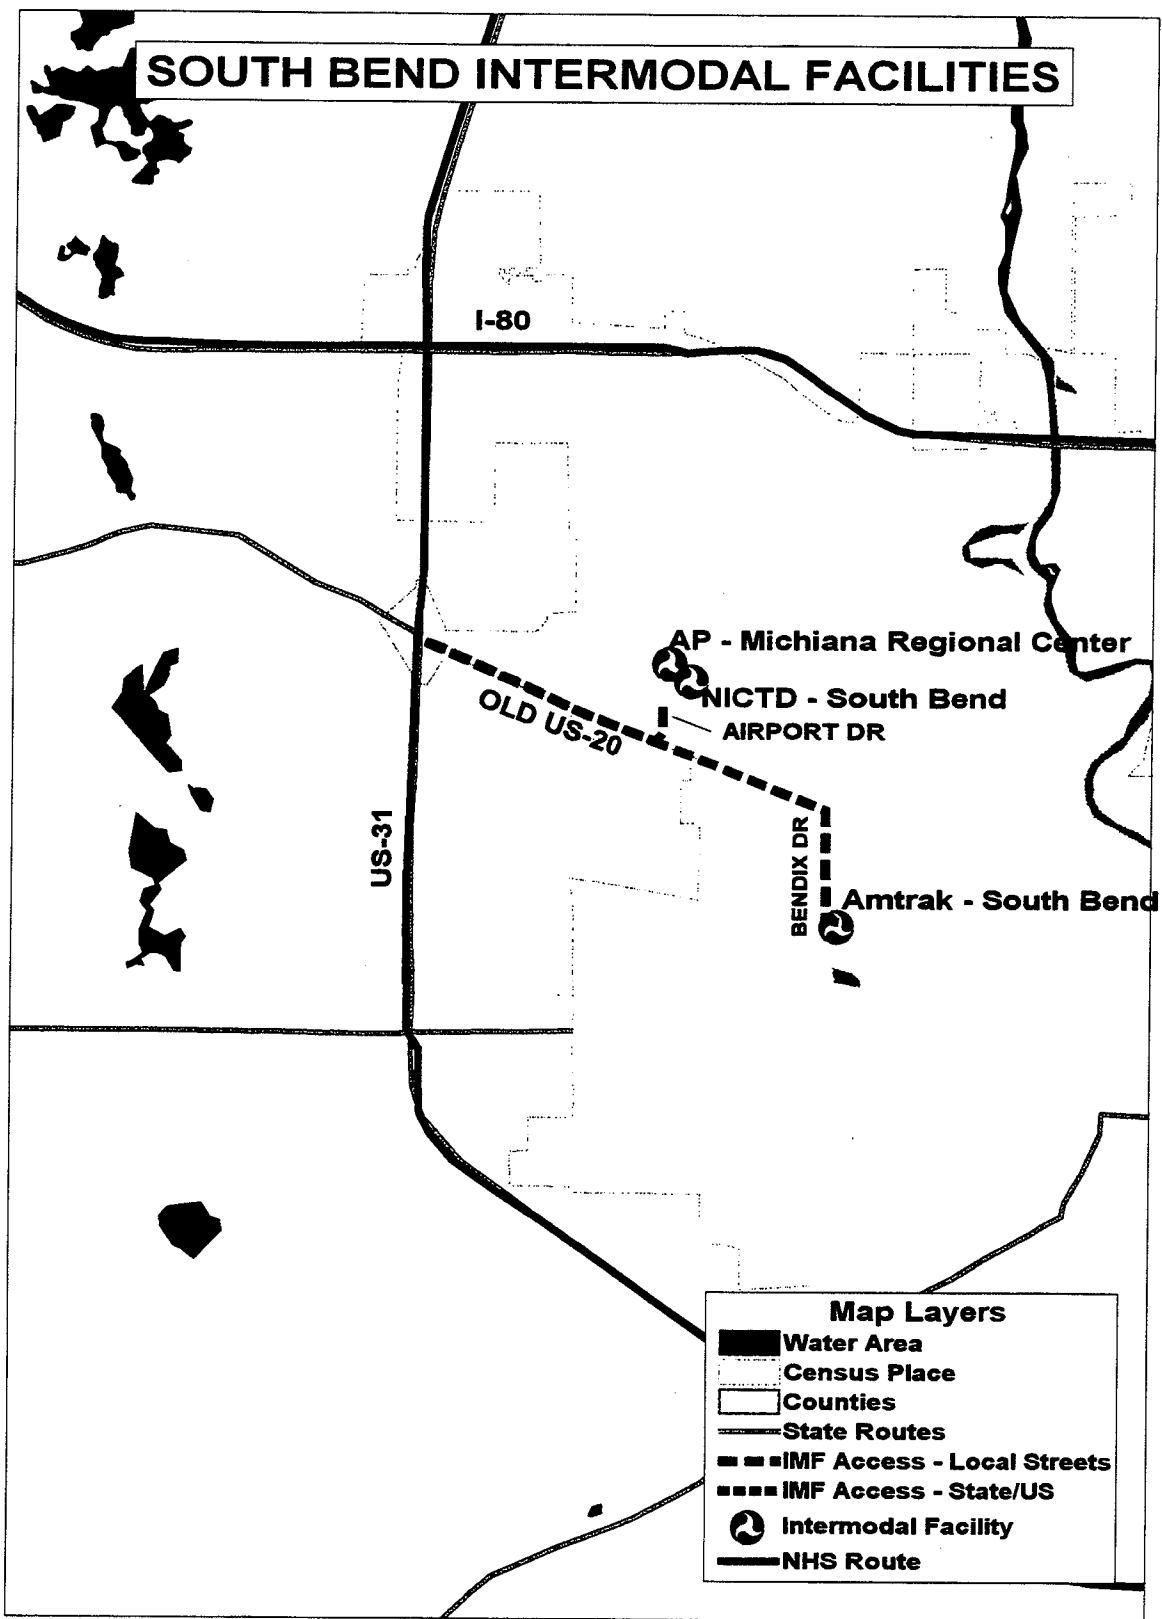 SOUTH BEND INTERMODAL FACILITIES
I-80
AP - Michiana Regional Center
NICTD - South Bend
AIRPORT DR
OLD US-20
US-31
BENDIX DR
Amtrak - South Bend
Map Layers
Water Area
Census Place
Counties
State Routes
IMF Access - Local Streets
IMF Access - State/US
Intermodal Facility
NHS Route